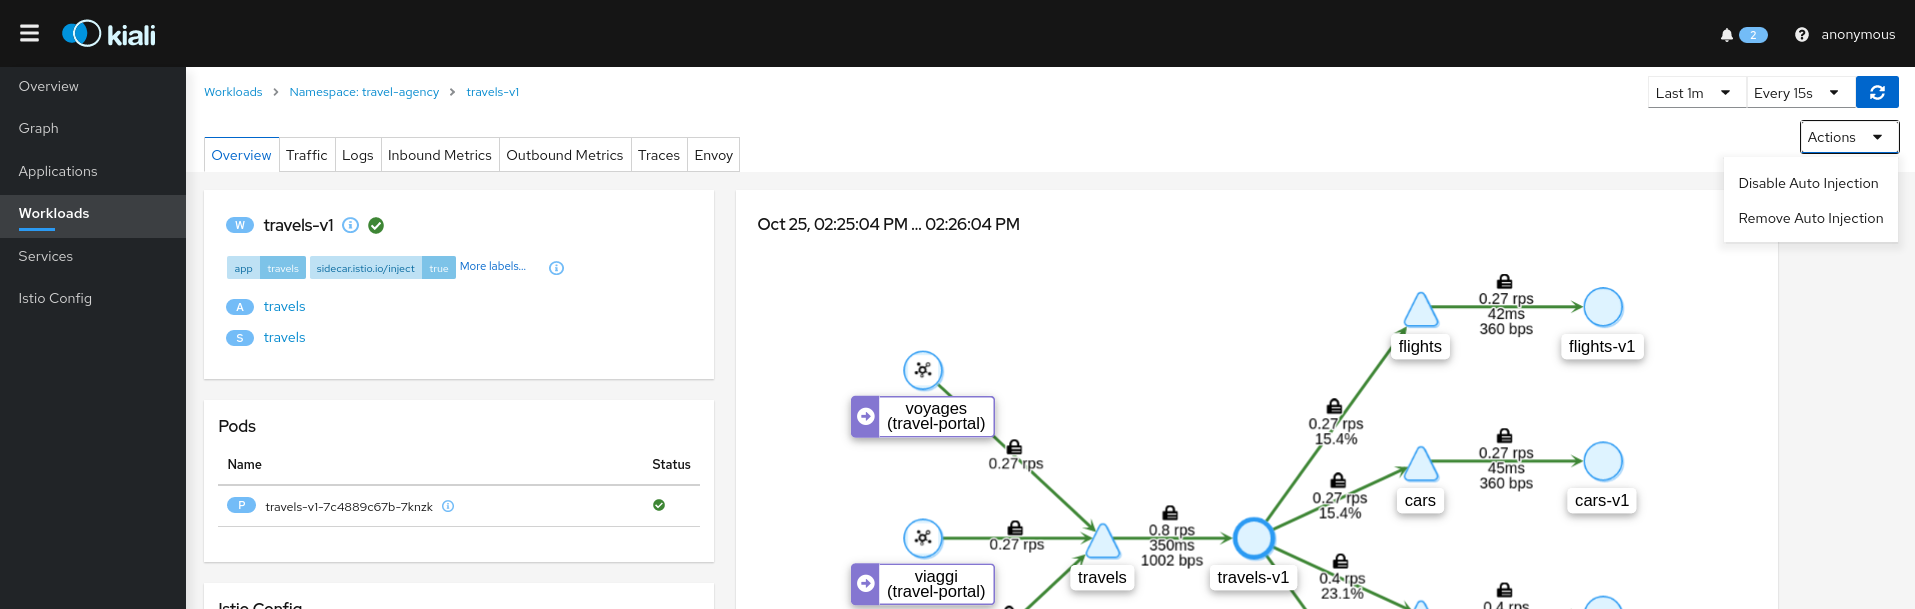 kiali
2
anonymous
Overview
Graph
Applications
Workloads
Services
Istio Config
Workloads
Namespace: travel-agency
travels-v1
Last 1m
Every 15s
Actions
Disable Auto Injection
Remove Auto Injection
Overview
Traffic
Logs
Inbound Metrics
Outbound Metrics
Traces
Envoy
W travels-v1
app travels
sidecar.istio.io/inject true
More labels...
A travels
S travels
Pods
Name Status
P travels-v1-7c4889c67b-7knzk
Istio Config
Oct 25, 02:25:04 PM ... 02:26:04 PM
0.27 rps
42ms
360 bps
flights
flights-v1
voyages
(travel-portal)
0.27 rps
0.27 rps
15.4%
0.27 rps
45ms
360 bps
cars
cars-v1
0.27 rps
15.4%
0.27 rps
0.8 rps
350ms
1002 bps
viaggi
(travel-portal)
travels
travels-v1
0.4 rps
23.1%
0.4 rps